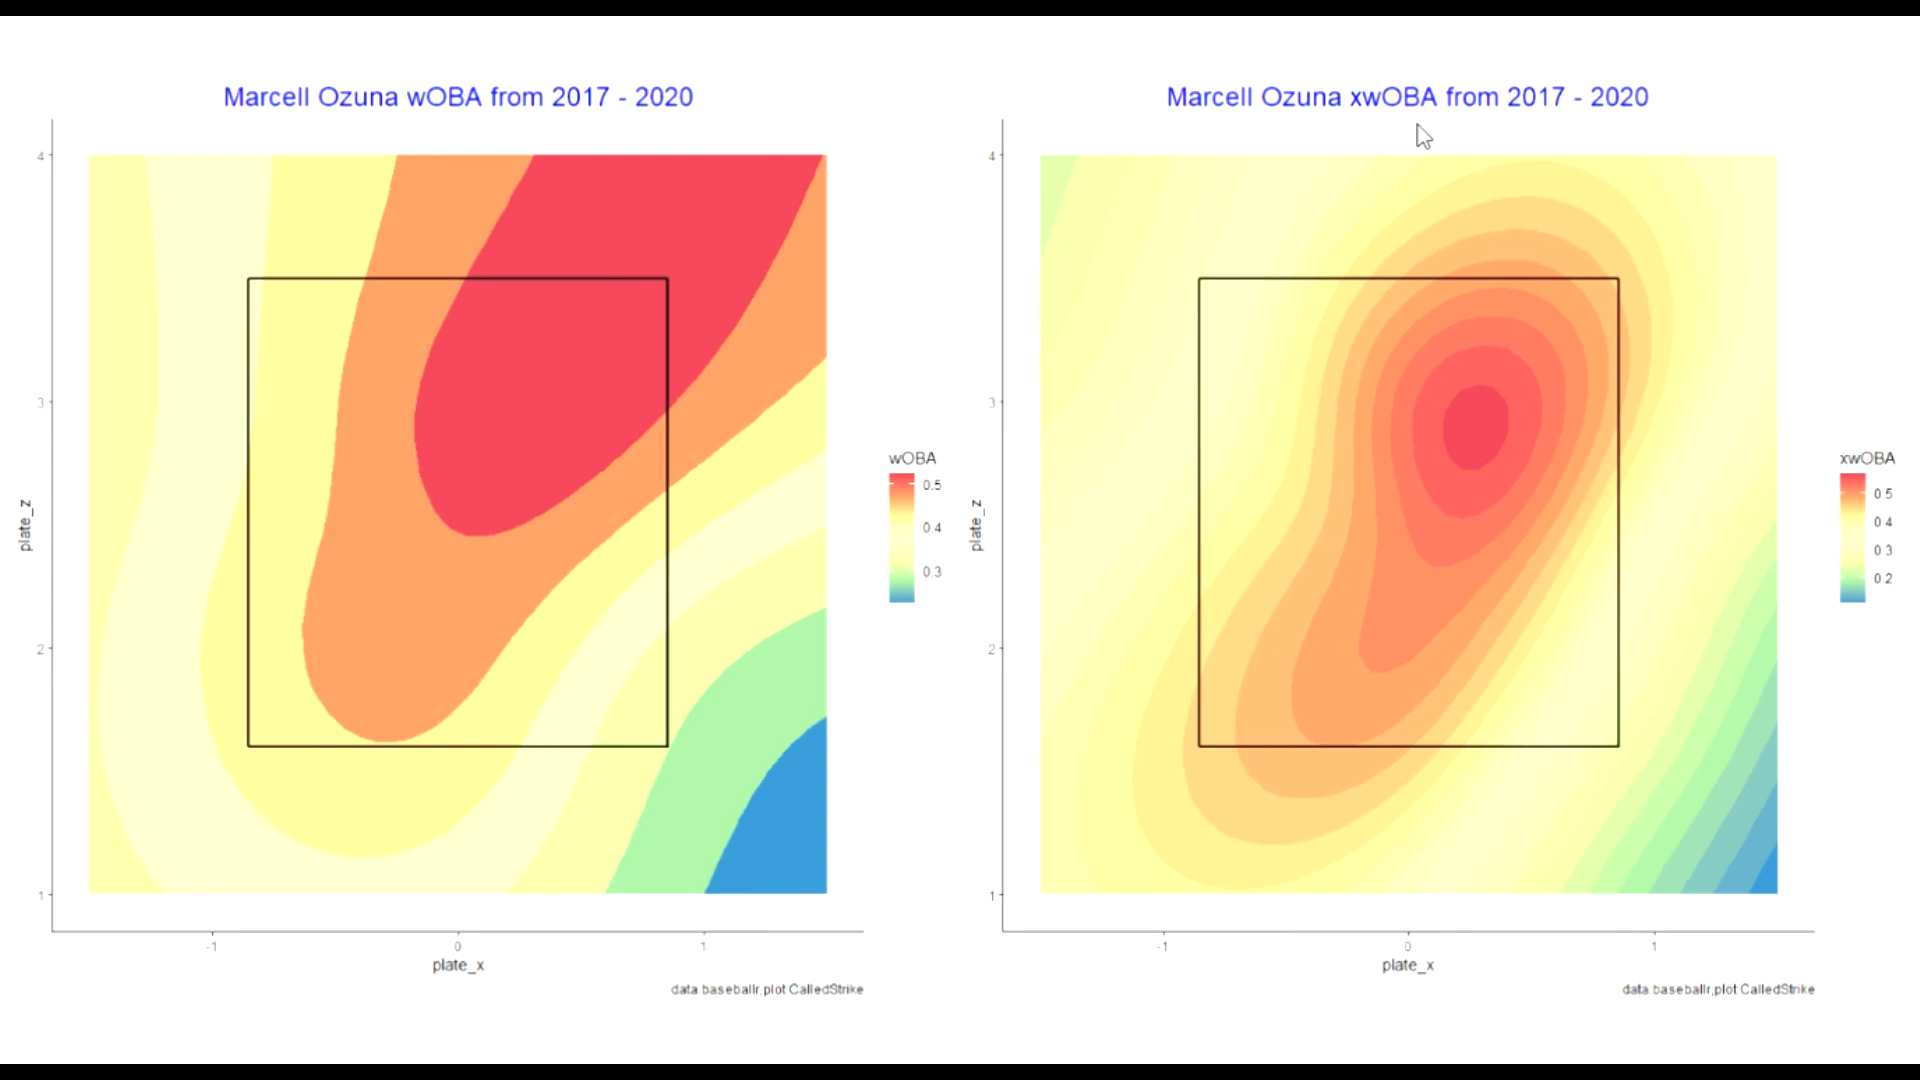 Marcell Ozuna wOBA from 2017 - 2020
4
3
2
1
plate_z
-1
0
1
plate_x
wOBA
0.5
0.4
0.3
data baseballr,plot CalledStrike
Marcell Ozuna xwOBA from 2017 - 2020
4
3
2
1
plate_z
-1
0
1
plate_x
xwOBA
0.5
0.4
0.3
0.2
data baseballr,plot CalledStrike